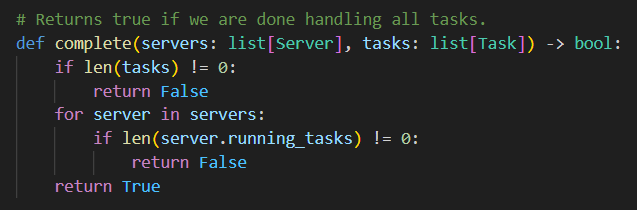 # Returns true if we are done handling all tasks.
def complete(servers: list[Server], tasks: list[Task]) -> bool:
    if len(tasks) != 0:
        return False
    for server in servers:
        if len(server.running_tasks) != 0:
            return False
    return True